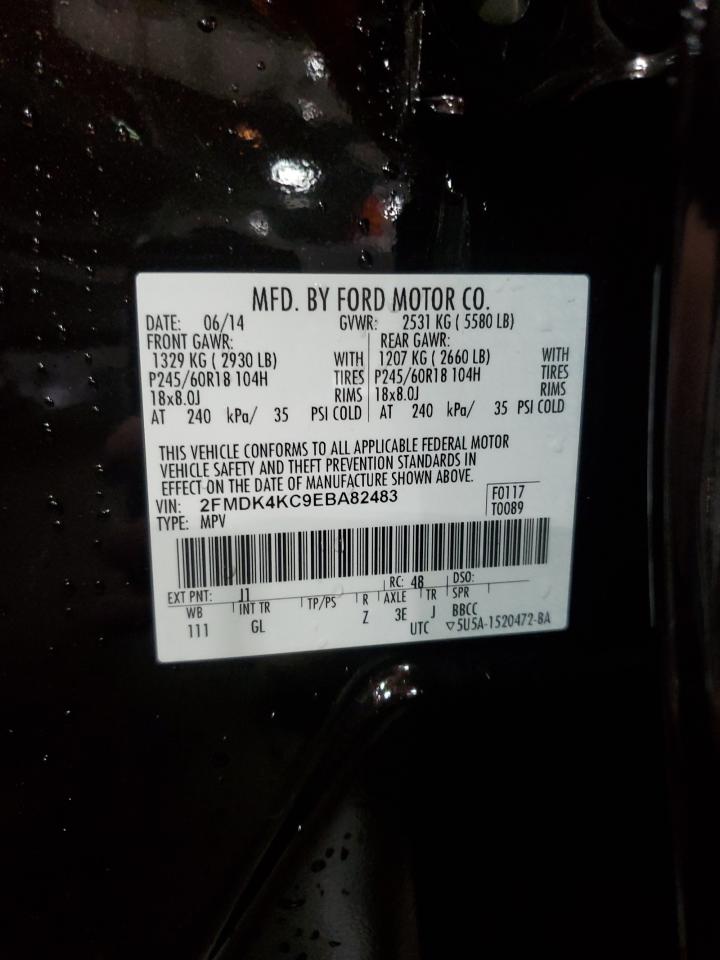 MFD. BY FORD MOTOR CO.
DATE: 06/14 GVWR: 2531 KG ( 5580 LB)
FRONT GAWR: REAR GAWR:
1329 KG ( 2930 LB) WITH 1207 KG ( 2660 LB) WITH
P245/60R18 104H TIRES P245/60R18 104H TIRES
18x8.0J RIMS 18x8.0J RIMS
AT 240 kPa/ 35 PSI COLD AT 240 kPa/ 35 PSI COLD
THIS VEHICLE CONFORMS TO ALL APPLICABLE FEDERAL MOTOR
VEHICLE SAFETY AND THEFT PREVENTION STANDARDS IN
EFFECT ON THE DATE OF MANUFACTURE SHOWN ABOVE.
VIN: 2FMDK4KC9EBA82483 F0117
TYPE: MPV T0089
EXT PNT: J1 RC: 48 DSO:
WB INT TR TP/PS R AXLE TR SPR
111 GL Z 3E J BBCC
UTC ▽5U5A-1520472-BA